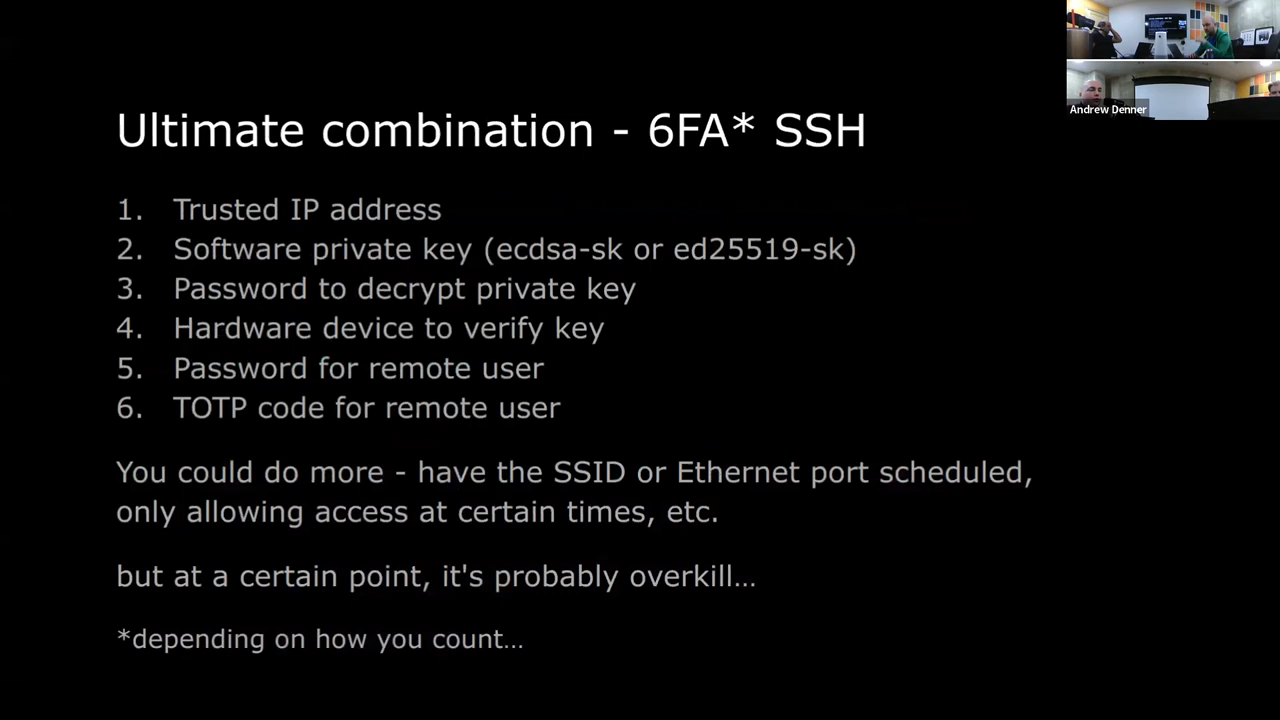 Ultimate combination - 6FA* SSH
1. Trusted IP address
2. Software private key (ecdsa-sk or ed25519-sk)
3. Password to decrypt private key
4. Hardware device to verify key
5. Password for remote user
6. TOTP code for remote user
You could do more - have the SSID or Ethernet port scheduled,
only allowing access at certain times, etc.
but at a certain point, it's probably overkill…
*depending on how you count…
Andrew Denner